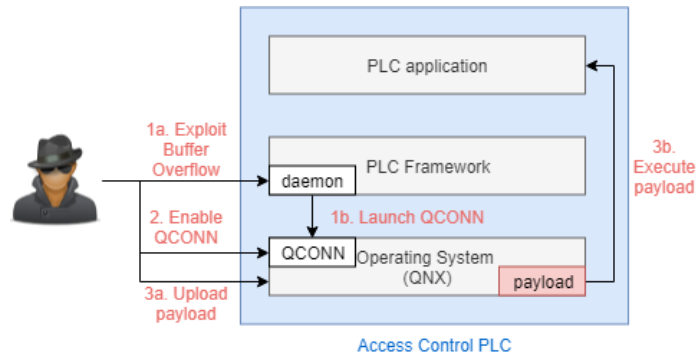 PLC application
1a. Exploit
Buffer
Overflow
PLC Framework
daemon
3b.
Execute
payload
2. Enable
QCONN
1b. Launch QCONN
QCONN
Operating System
(QNX)
payload
3a. Upload
payload
Access Control PLC